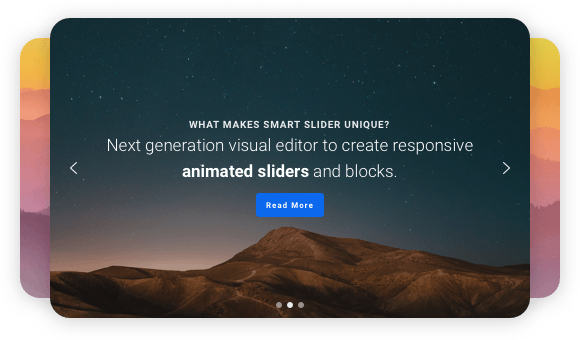 WHAT MAKES SMART SLIDER UNIQUE?
Next generation visual editor to create responsive
animated sliders and blocks.
Read More